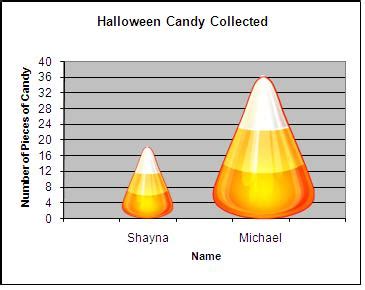 Halloween Candy Collected
Number of Pieces of Candy
40
36
32
28
24
20
16
12
8
4
0
Shayna Michael
Name